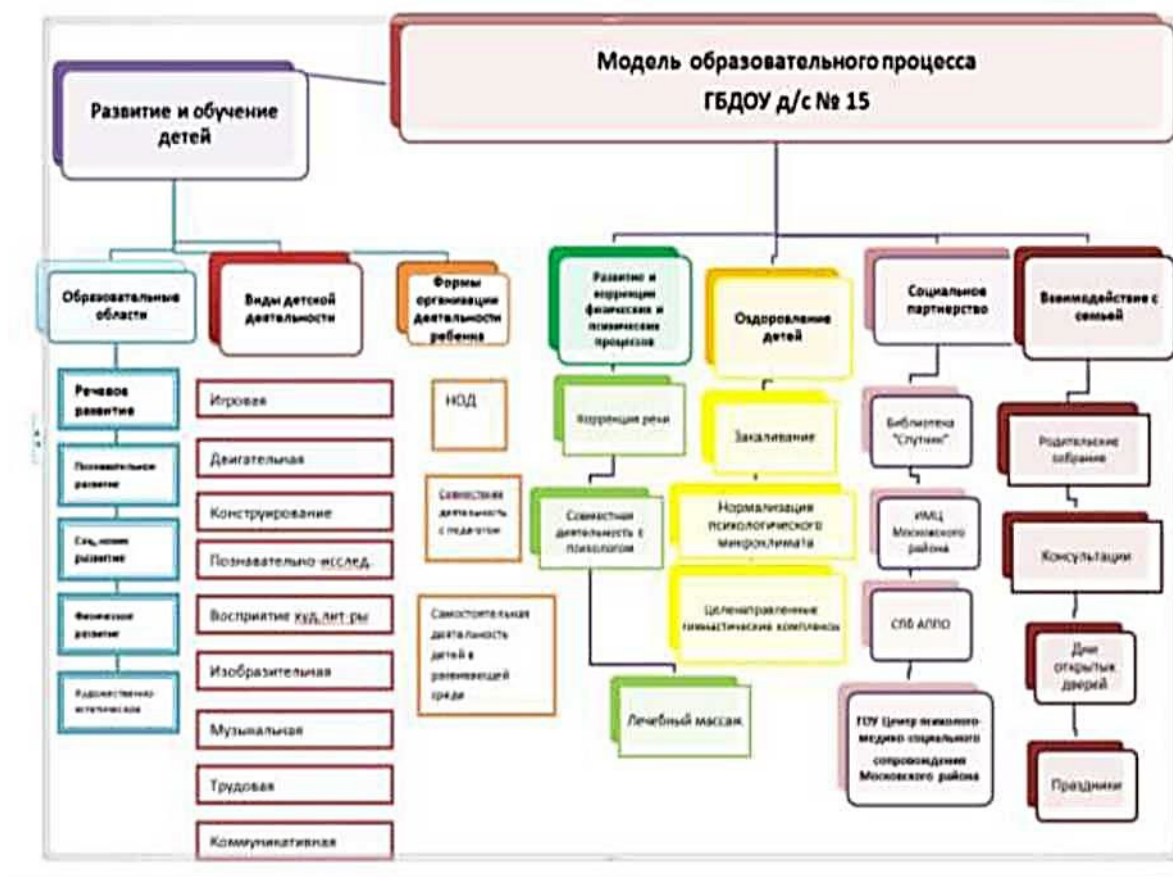 Модель образовательного процесса
ГБДОУ д/с № 15
Развитие и обучение
детей
Образовательные
области
Виды детской
деятельности
Формы
организации
деятельности
ребенка
Развитие и
коррекция
физических и
психических
процессов
Оздоровление
детей
Социальное
партнерство
Взаимодействие с
семьей
Речевое
развитие
Познавательное
развитие
развитие
Физическое
развитие
Художественно-
эстетическое
Игровая
Двигательная
Конструирование
Познавательно-исслед.
Восприятие худ.лит-ры
Изобразительная
Музыкальная
Трудовая
Коммуникативная
НОД
Совместная
деятельность
с педагогом
Самостоятельная
деятельность
детей в
развивающей
среде
Коррекция речи
Совместная
деятельность с
психологом
Лечебный массаж
Закаливание
Нормализация
психологического
микроклимата
Целенаправленные
гимнастические комплексы
Библиотека
"Спутник"
ИМЦ
Московского
района
СПб АППО
ГОУ Центр психолого-
медико-социального
сопровождения
Московского района
Родительские
собрания
Консультации
Дни
открытых
дверей
Праздники